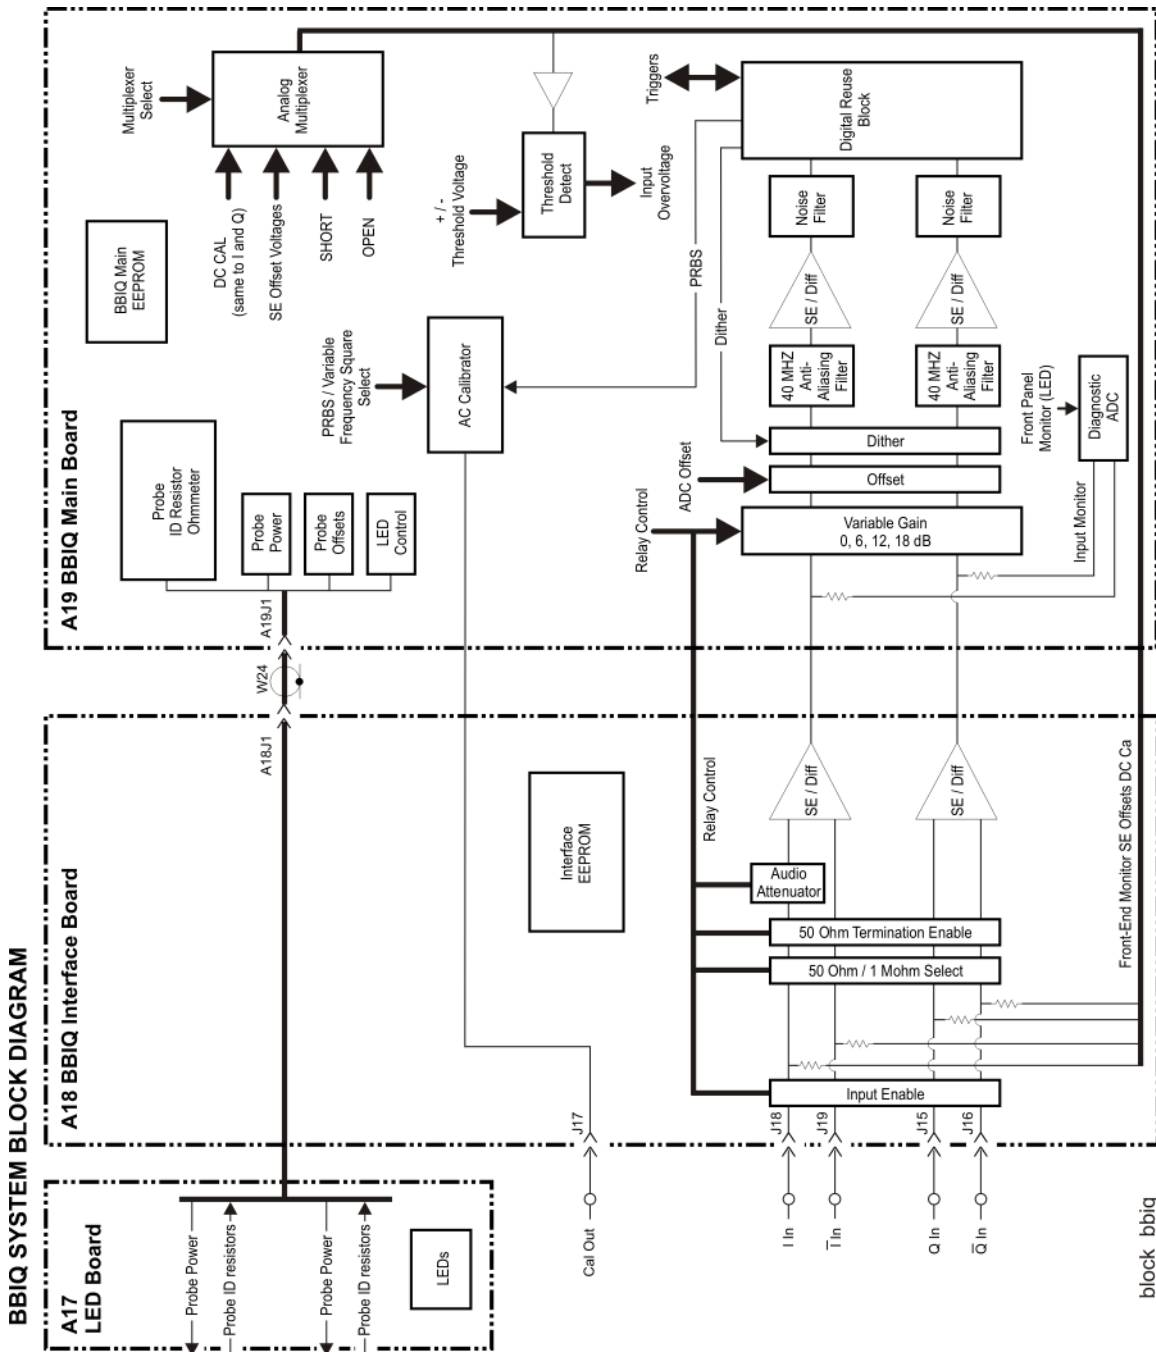 BBIQ SYSTEM BLOCK DIAGRAM
A17
LED Board
Probe Power
Probe ID resistors
Probe Power
Probe ID resistors
LEDs
A18 BBIQ Interface Board
A18J1
W24
Interface
EEPROM
Relay Control
Audio
Attenuator
50 Ohm Termination Enable
50 Ohm / 1 Mohm Select
Input Enable
SE / Diff
SE / Diff
Front-End Monitor SE Offsets DC Ca
J17
J18
J19
J15
J16
Cal Out
I In
I In
Q In
Q In
A19 BBIQ Main Board
A19J1
Probe
ID Resistor
Ohmmeter
Probe
Power
Probe
Offsets
LED
Control
BBIQ Main
EEPROM
Multiplexer
Select
Analog
Multiplexer
DC CAL
(same to I and Q)
SE Offset Voltages
SHORT
OPEN
+ / -
Threshold Voltage
Threshold
Detect
Input
Overvoltage
PRBS / Variable
Frequency Square
Select
AC Calibrator
PRBS
Dither
Triggers
Digital Reuse
Block
Noise
Filter
Noise
Filter
SE / Diff
SE / Diff
40 MHZ
Anti-
Aliasing
Filter
40 MHZ
Anti-
Aliasing
Filter
Dither
ADC Offset
Offset
Relay Control
Variable Gain
0, 6, 12, 18 dB
Front Panel
Monitor (LED)
Diagnostic
ADC
Input Monitor
block bbiq